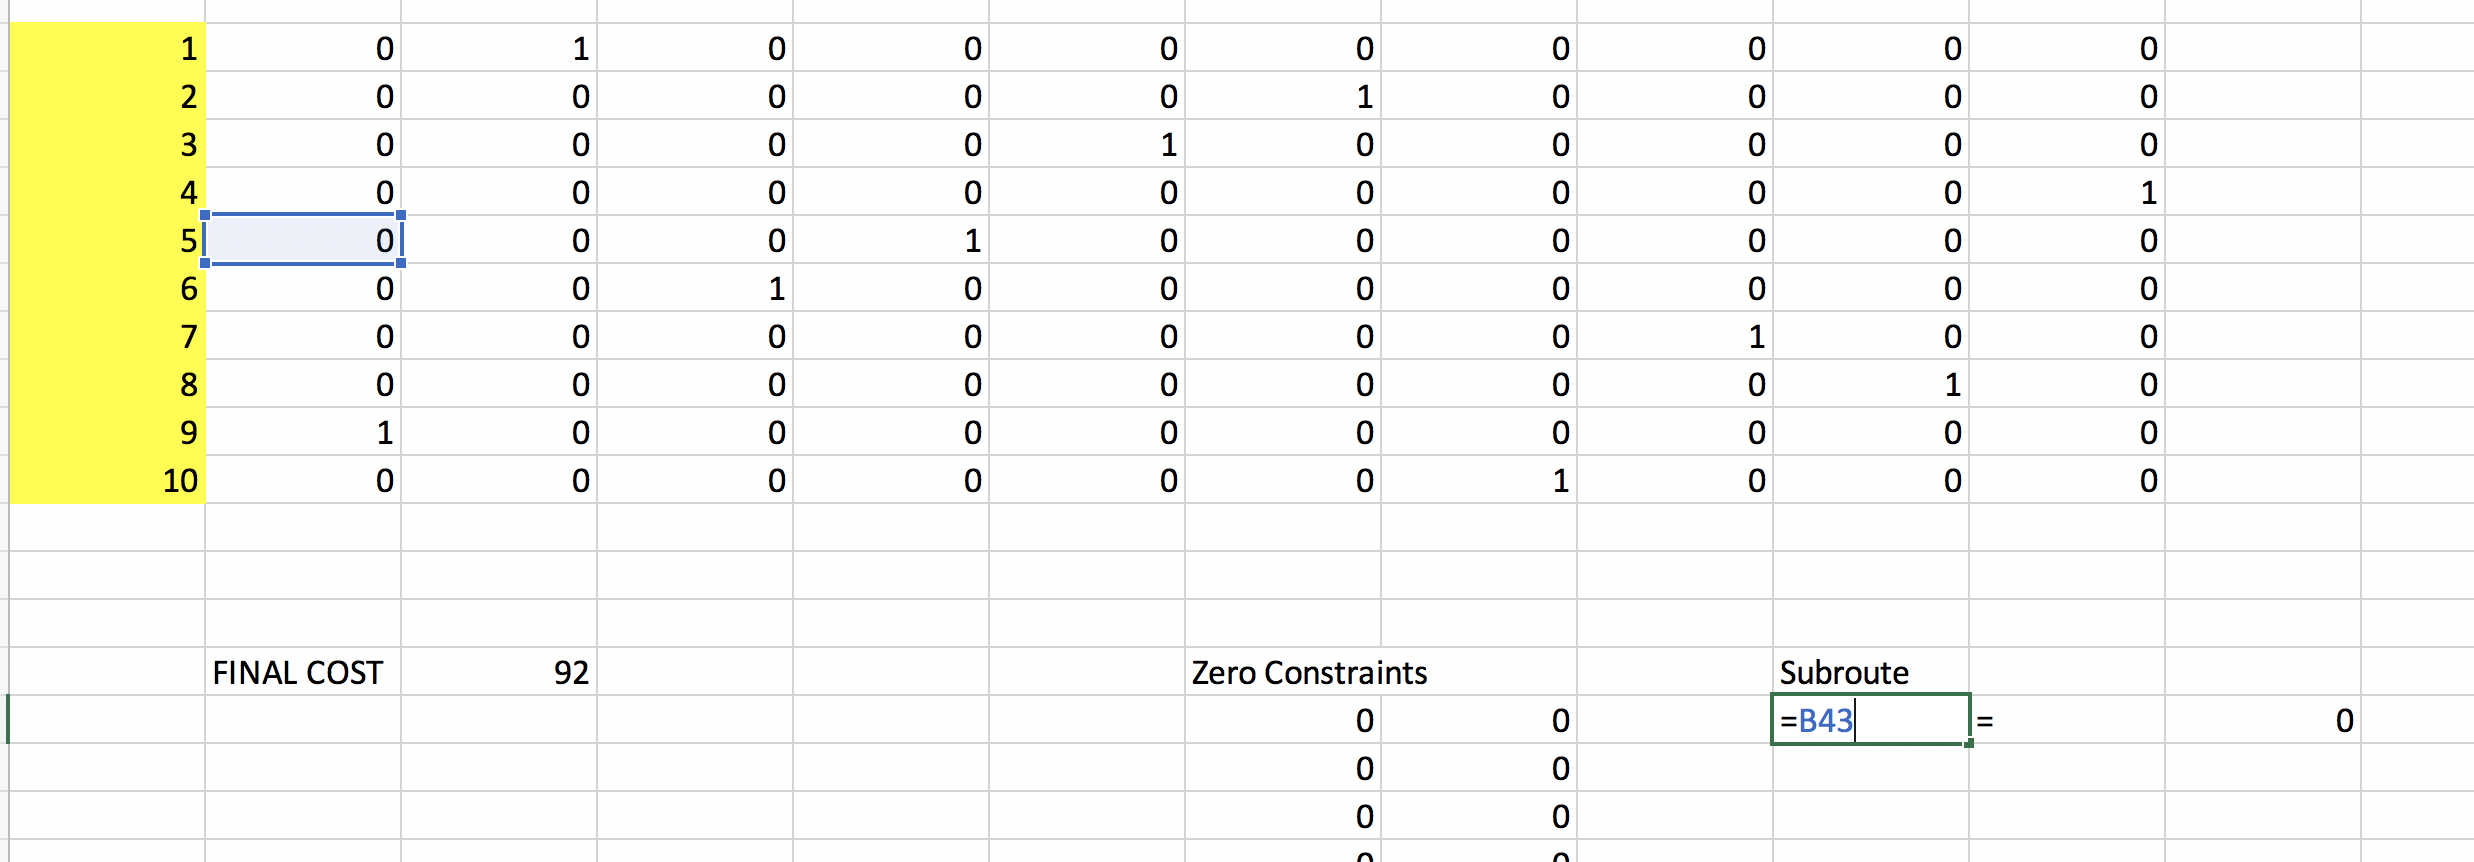 1 0 1 0 0 0 0 0 0 0 0
2 0 0 0 0 0 1 0 0 0 0
3 0 0 0 0 1 0 0 0 0 0
4 0 0 0 0 0 0 0 0 0 1
5 0 0 0 1 0 0 0 0 0 0
6 0 0 1 0 0 0 0 0 0 0
7 0 0 0 0 0 0 0 1 0 0
8 0 0 0 0 0 0 0 0 1 0
9 1 0 0 0 0 0 0 0 0 0
10 0 0 0 0 0 0 1 0 0 0
FINAL COST 92 Zero Constraints Subroute
0 0 =B43 = 0
0 0
0 0
0 0